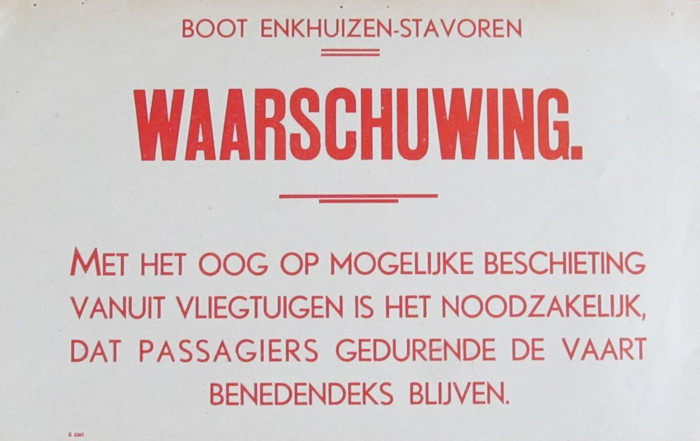 BOOT ENKHUIZEN-STAVOREN
WAARSCHUWING.
MET HET OOG OP MOGELIJKE BESCHIETING
VANUIT VLIEGTUIGEN IS HET NOODZAKELIJK,
DAT PASSAGIERS GEDURENDE DE VAART
BENEDENDEKS BLIJVEN.